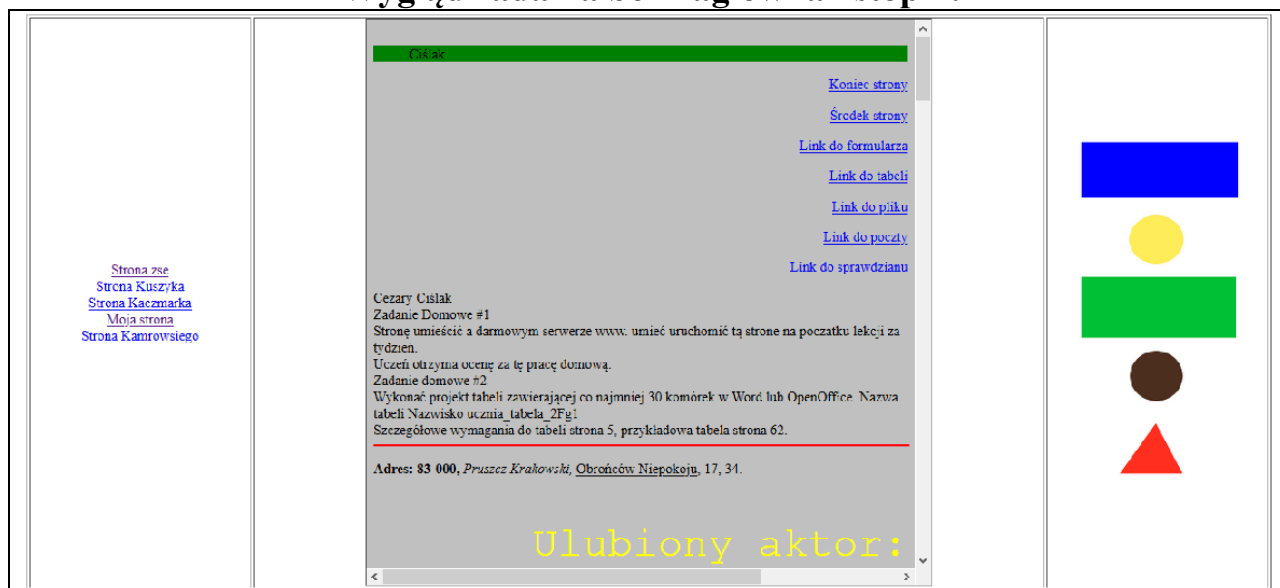 Wygląd
Strona zse
Strona Kuszyka
Strona Kaczmarka
Moja strona
Strona Kamrowsiego
Ciślak
Koniec strony
Środek strony
Link do formularza
Link do tabeli
Link do pliku
Link do poczty
Link do sprawdzianu
Cezary Ciślak
Zadanie Domowe #1
Stronę umieścić a darmowym serwerze www. umieć uruchomić tą strone na poczatku lekcji za
tydzien.
Uczeń otrzyma ocenę za tę pracę domową.
Zadanie domowe #2
Wykonać projekt tabeli zawierającej co najmniej 30 komórek w Word lub OpenOffice. Nazwa
tabeli Nazwisko ucznia_tabela_2Fg1
Szczegółowe wymagania do tabeli strona 5, przykładowa tabela strona 62.
Adres: 83 000, Pruszcz Krakowski, Obrońców Niepokoju, 17, 34.
Ulubiony aktor: